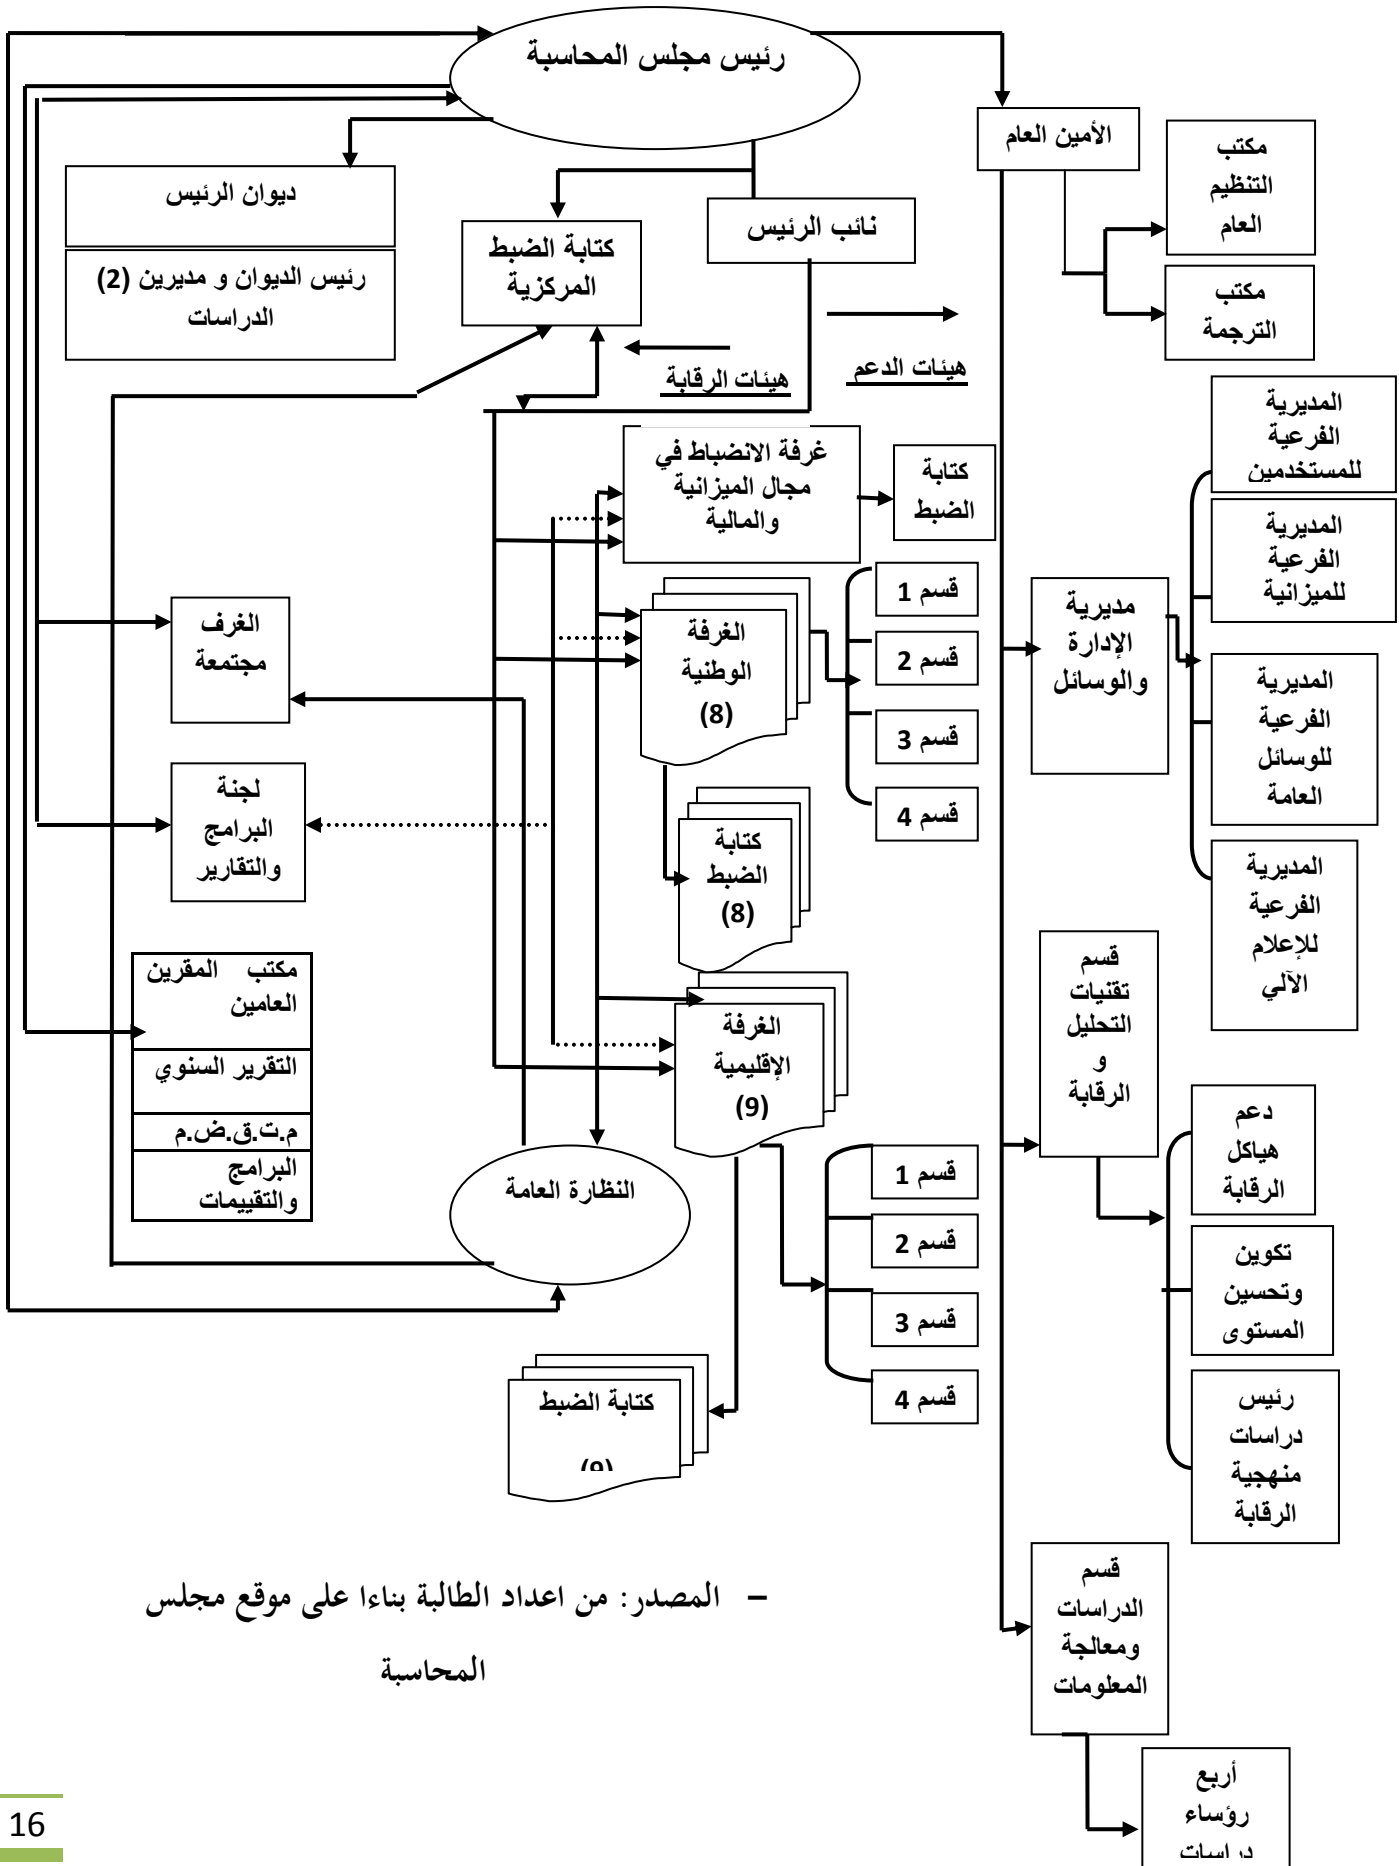 رئيس مجلس المحاسبة
الأمين العام
مكتب
التنظيم
العام
مكتب
الترجمة
ديوان الرئيس
رئيس الديوان و مديرين (2)
الدراسات
كتابة الضبط
المركزية
نائب الرئيس
هيئات الرقابة
هيئات الدعم
غرفة الانضباط في
مجال الميزانية
والمالية
كتابة
الضبط
المديرية
الفرعية
للمستخدمين
المديرية
الفرعية
للميزانية
المديرية
الفرعية
للوسائل
العامة
المديرية
الفرعية
للإعلام
الآلي
مديرية
الإدارة
والوسائل
الغرف
مجتمعة
الغرفة
الوطنية
(8)
قسم 1
قسم 2
قسم 3
قسم 4
لجنة
البرامج
والتقارير
كتابة
الضبط
(8)
مكتب المقرين
العامين
التقرير السنوي
م.ت.ق.ض.م
البرامج
والتقييمات
الغرفة
الإقليمية
(9)
قسم
تقنيات
التحليل
و
الرقابة
دعم
هياكل
الرقابة
تكوين
وتحسين
المستوى
رئيس
دراسات
منهجية
الرقابة
النظارة العامة
قسم 1
قسم 2
قسم 3
قسم 4
كتابة الضبط
(9)
قسم
الدراسات
ومعالجة
المعلومات
أربع
رؤساء
دراسات
– المصدر: من اعداد الطالبة بناءا على موقع مجلس
المحاسبة
16